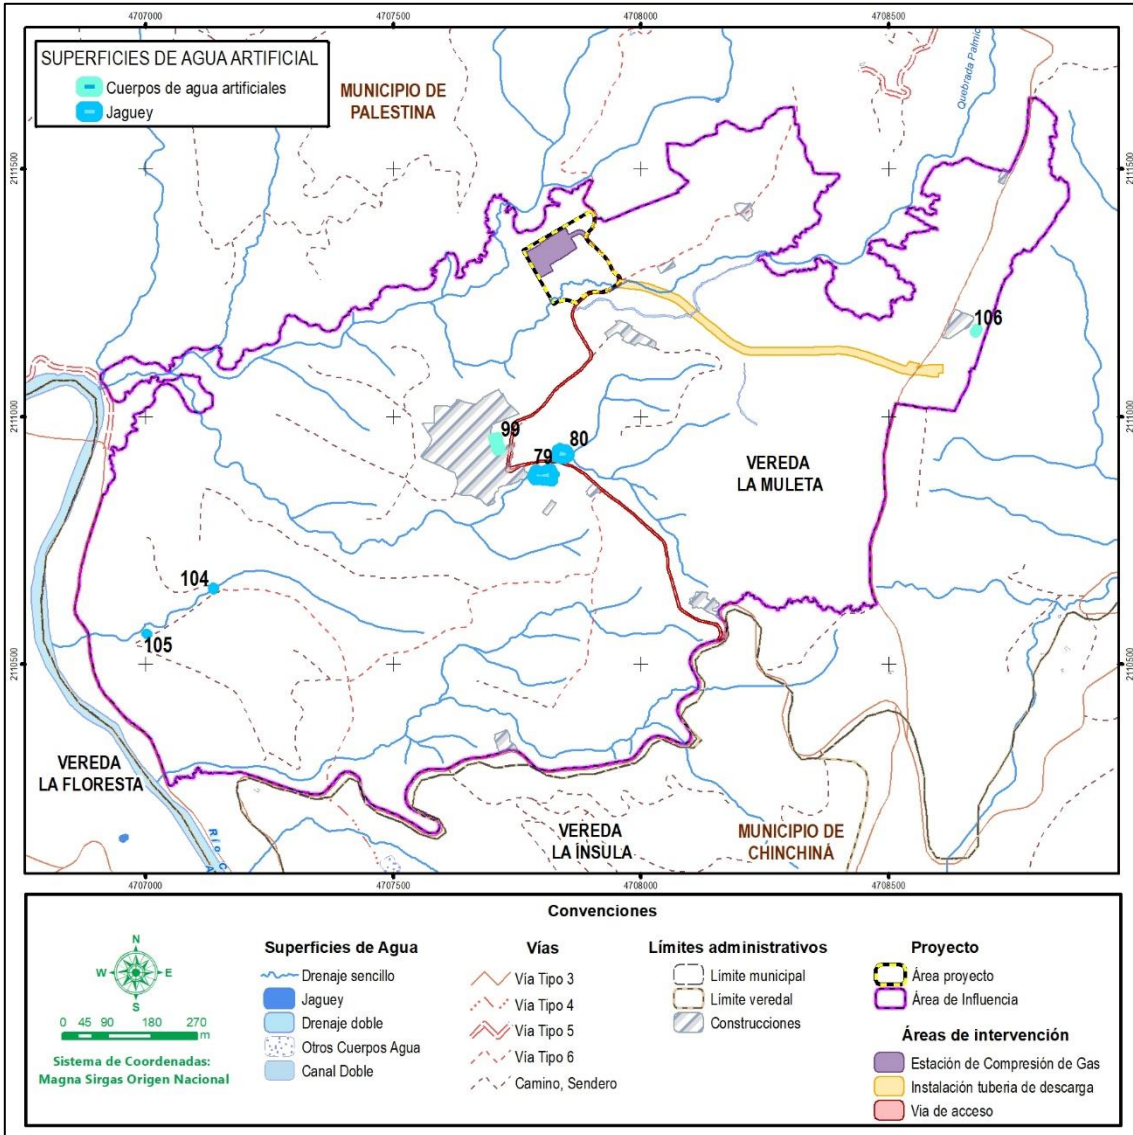 4707000
4707500
4708000
4708500
SUPERFICIES DE AGUA ARTIFICIAL
Cuerpos de agua artificiales
Jaguey
MUNICIPIO DE
PALESTINA
Quebrada Palmic
2111500
2111500
106
2111000
2111000
99
80
79
VEREDA
LA MULETA
104
105
2110500
2110500
VEREDA
LA FLORESTA
VEREDA
LA ÍNSULA
MUNICIPIO DE
CHINCHINÁ
4707000
4707500
4708000
4708500
Convenciones
N
W
E
S
0 45 90 180 270
m
Sistema de Coordenadas:
Magna Sirgas Origen Nacional
Superficies de Agua
Drenaje sencillo
Jaguey
Drenaje doble
Otros Cuerpos Agua
Canal Doble
Vías
Vía Tipo 3
Vía Tipo 4
Vía Tipo 5
Vía Tipo 6
Camino, Sendero
Límites administrativos
Límite municipal
Límite veredal
Construcciones
Proyecto
Área proyecto
Área de Influencia
Áreas de intervención
Estación de Compresión de Gas
Instalación tuberia de descarga
Via de acceso